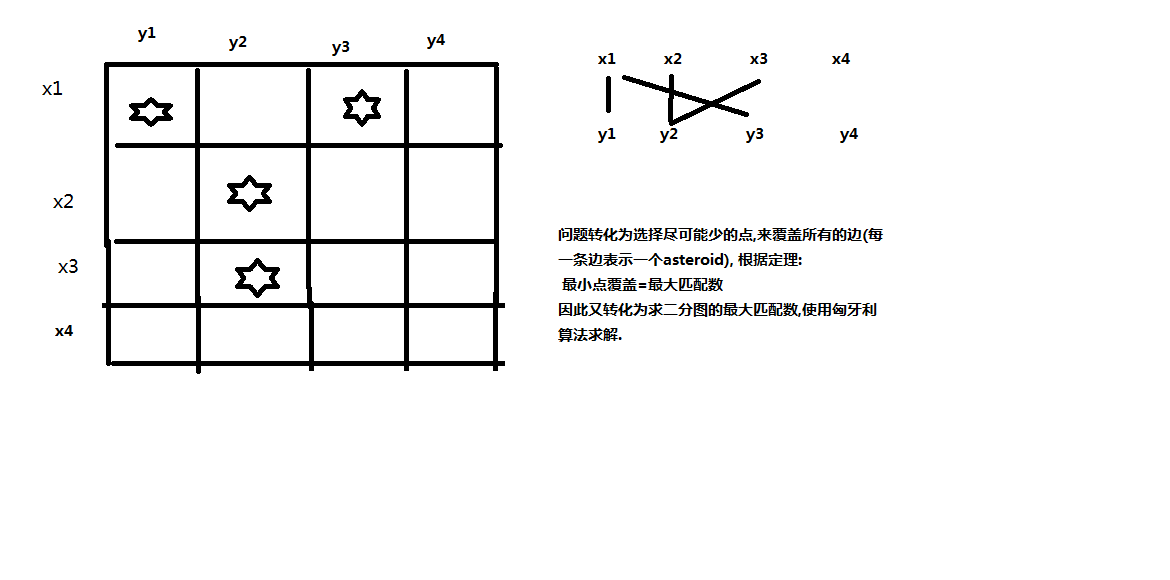 y1 y2 y3 y4
x1
x2
x3
x4
x1 x2 x3 x4
y1 y2 y3 y4
问题转化为选择尽可能少的点,来覆盖所有的边(每
一条边表示一个asteroid), 根据定理:
最小点覆盖=最大匹配数
因此又转化为求二分图的最大匹配数,使用匈牙利
算法求解.